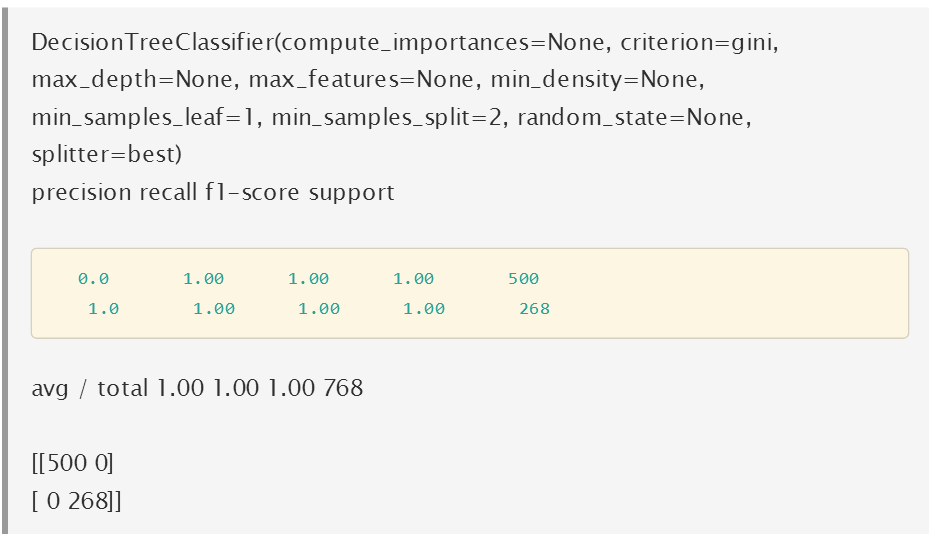 DecisionTreeClassifier(compute_importances=None, criterion=gini,
max_depth=None, max_features=None, min_density=None,
min_samples_leaf=1, min_samples_split=2, random_state=None,
splitter=best)
precision recall f1-score support
0.0 1.00 1.00 1.00 500
1.0 1.00 1.00 1.00 268
avg / total 1.00 1.00 1.00 768
[[500 0]
[ 0 268]]